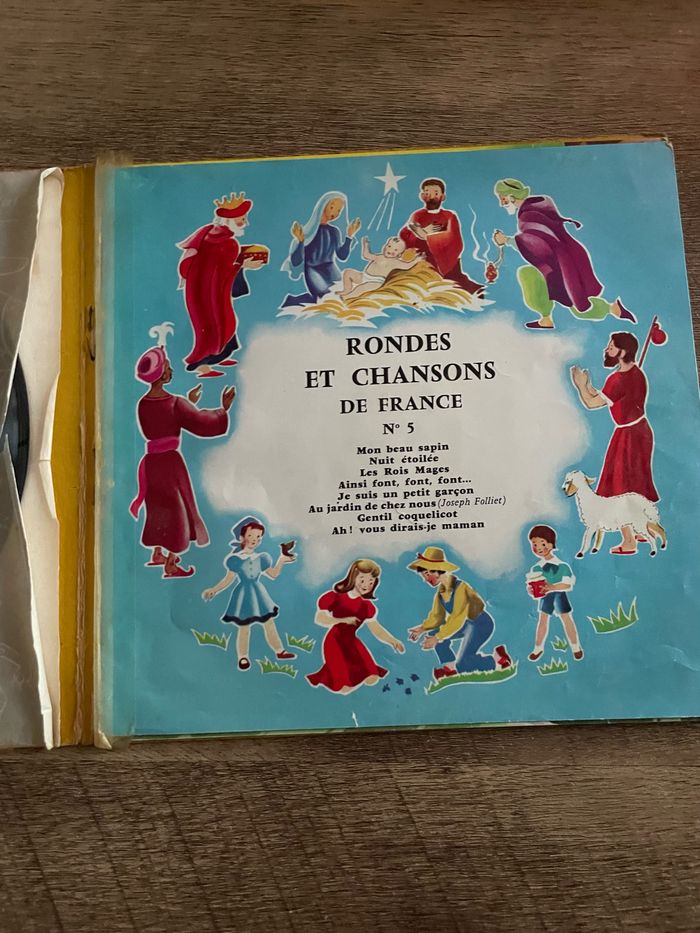 RONDES
ET CHANSONS
DE FRANCE
N° 5
Mon beau sapin
Nuit étoilée
Les Rois Mages
Ainsi font, font, font...
Je suis un petit garçon
Au jardin de chez nous (Joseph Folliet)
Gentil coquelicot
Ah! vous dirais-je maman